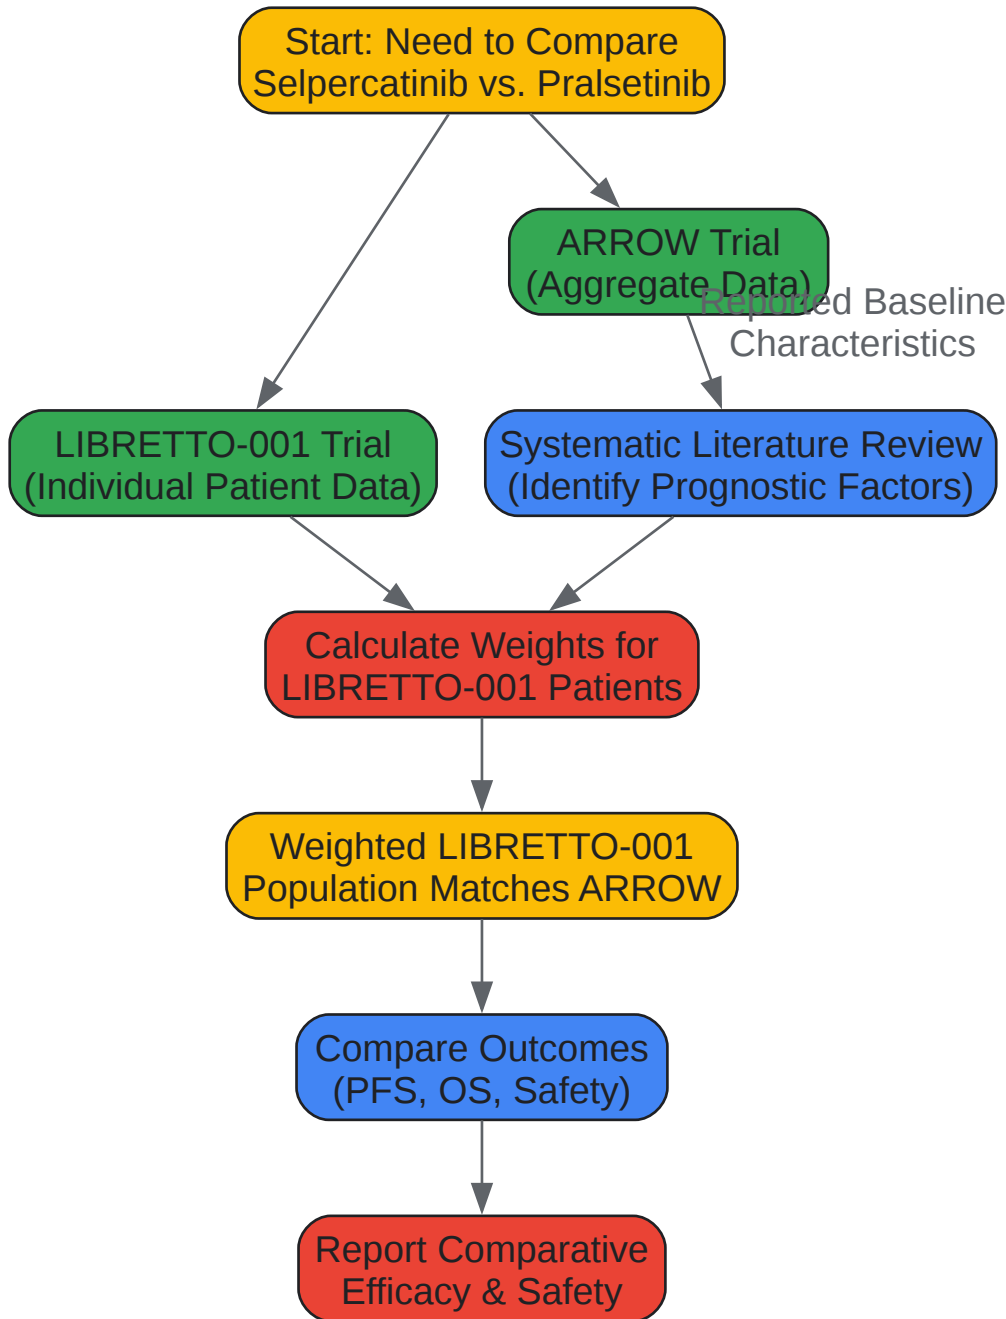 Start: Need to Compare
Selpercatinib vs. Pralsetinib
ARROW Trial
(Aggregate Data)
Reported Baseline
Characteristics
LIBRETTO-001 Trial
(Individual Patient Data)
Systematic Literature Review
(Identify Prognostic Factors)
Calculate Weights for
LIBRETTO-001 Patients
Weighted LIBRETTO-001
Population Matches ARROW
Compare Outcomes
(PFS, OS, Safety)
Report Comparative
Efficacy & Safety